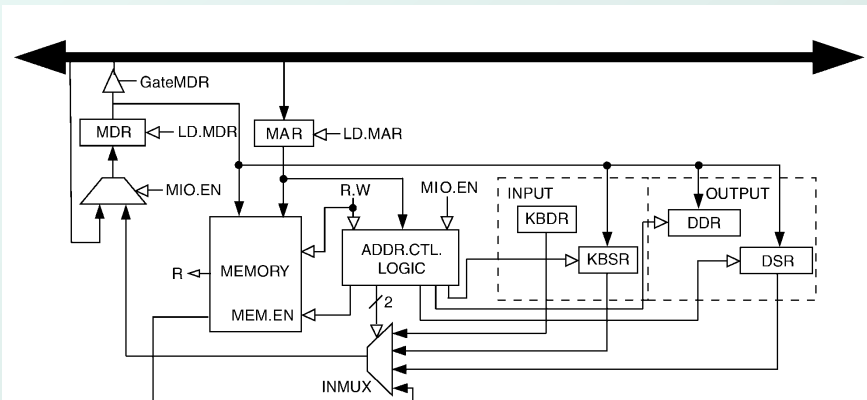 GateMDR
MDR
LD.MDR
MAR
LD.MAR
MIO.EN
R.W
MIO.EN
INPUT
OUTPUT
KBDR
DDR
ADDR.CTL.
LOGIC
KBSR
DSR
R
MEMORY
MEM.EN
2
INMUX